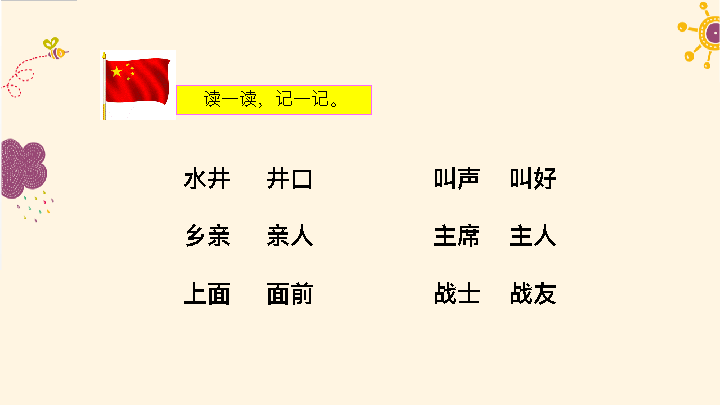 读一读，记一记。
水井 井口 叫声 叫好
乡亲 亲人 主席 主人
上面 面前 战士 战友